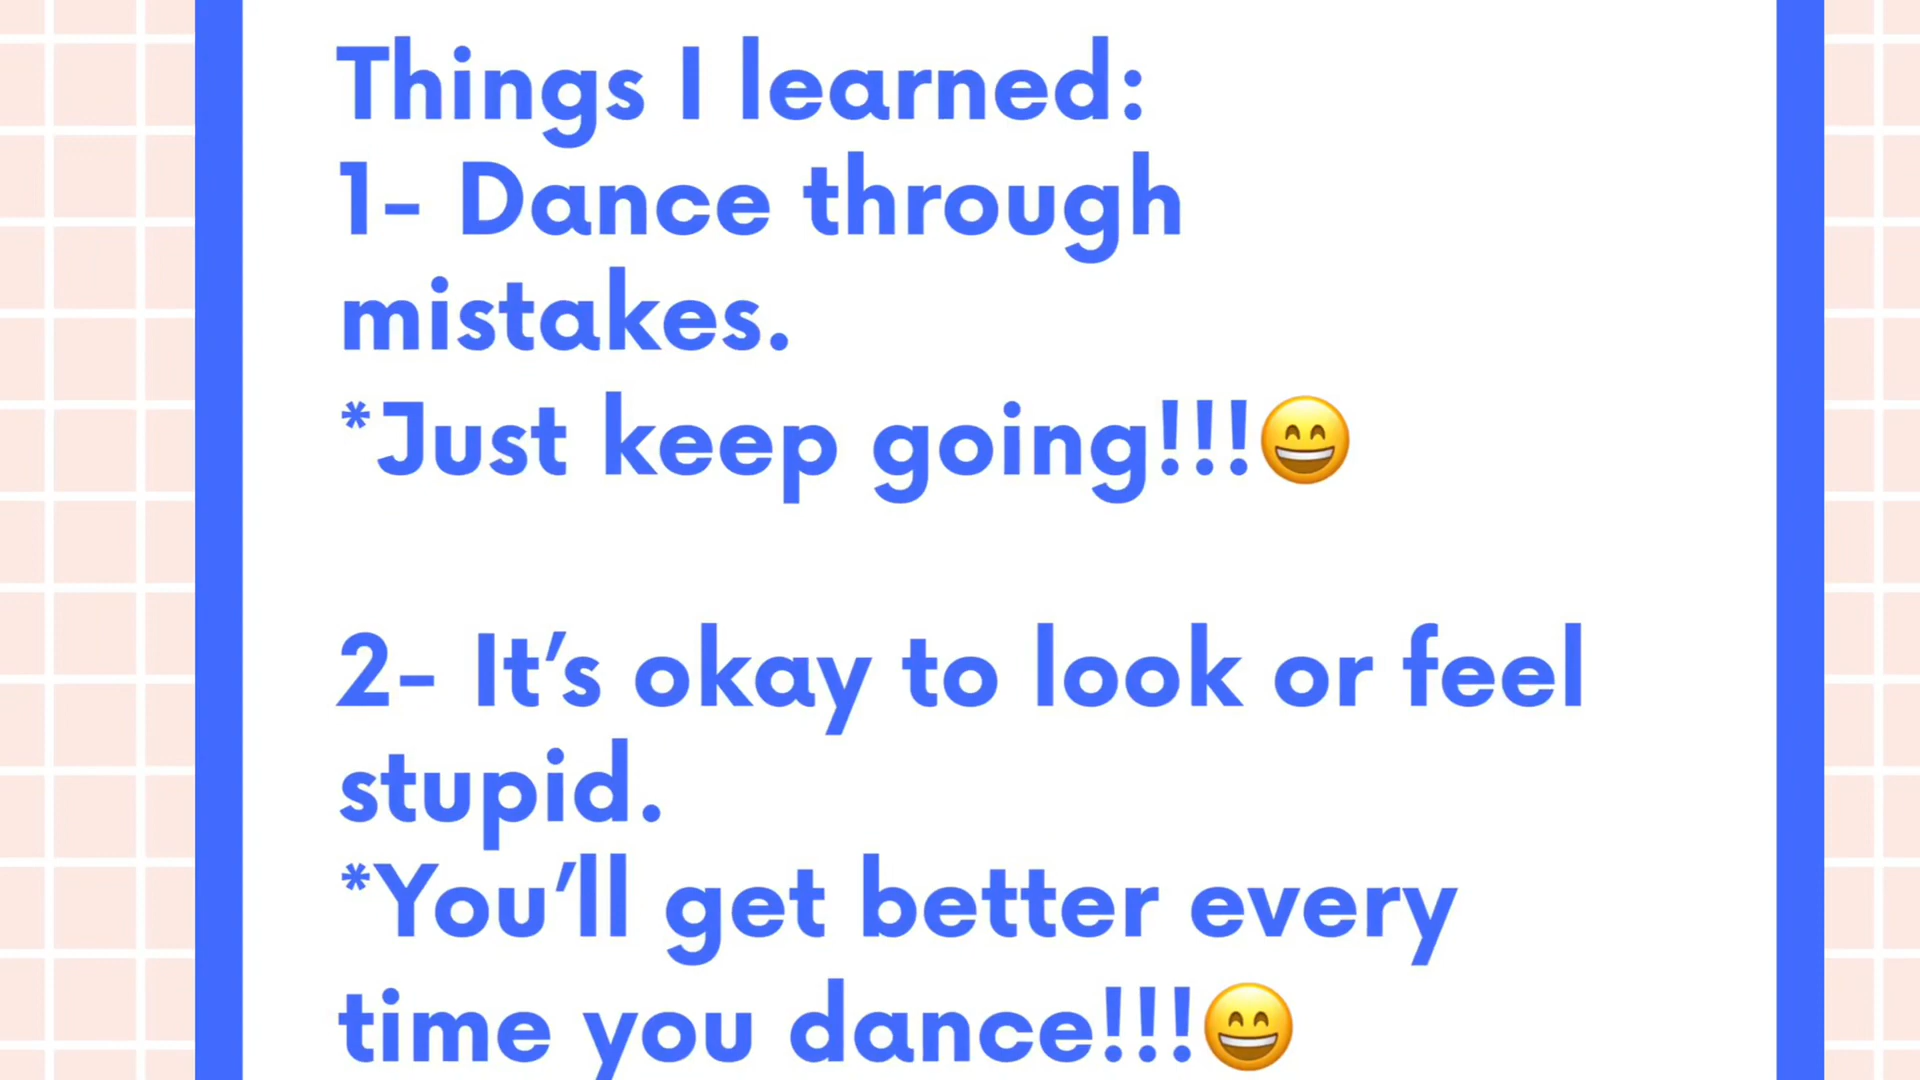 Things I learned:
1- Dance through
mistakes.
*Just keep going!!!😄
2- It’s okay to look or feel
stupid.
*You’ll get better every
time you dance!!!😄